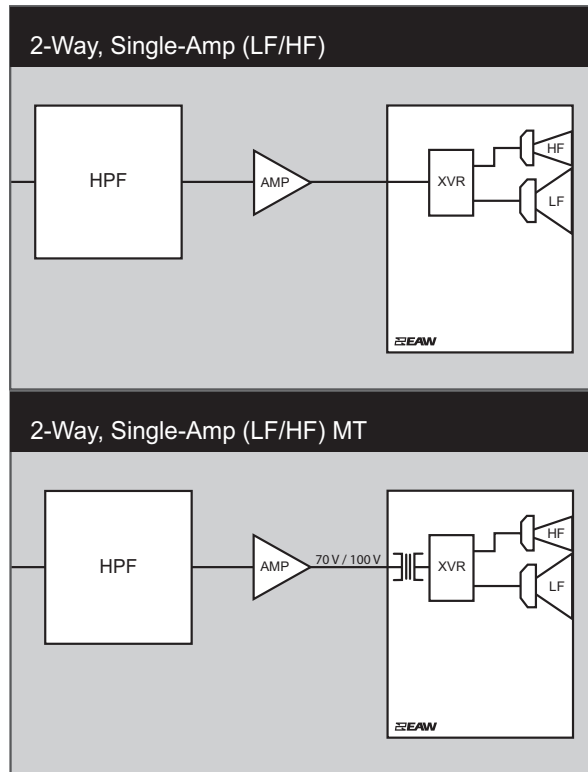 2-Way, Single-Amp (LF/HF)
HPF
AMP
XVR
HF
LF
EAW
2-Way, Single-Amp (LF/HF) MT
HPF
AMP
70 V / 100 V
XVR
HF
LF
EAW